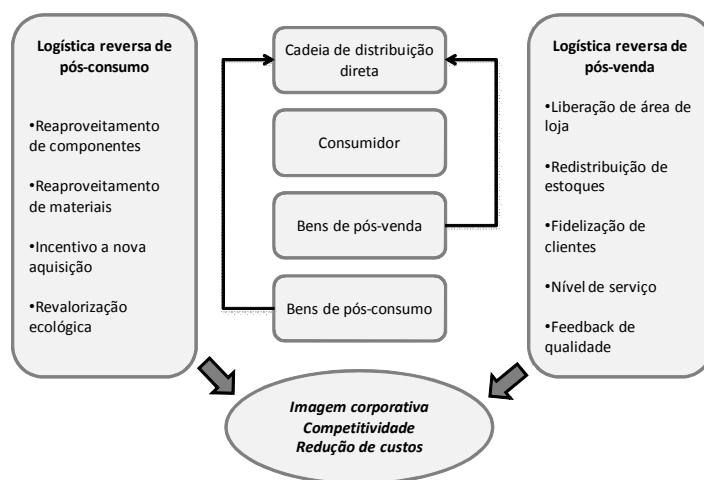 Logística reversa de
pós-consumo
•Reaproveitamento
de componentes
•Reaproveitamento
de materiais
•Incentivo a nova
aquisição
•Revalorização
ecológica
Cadeia de distribuição
direta
Consumidor
Bens de pós-venda
Bens de pós-consumo
Logística reversa de
pós-venda
•Liberação de área de
loja
•Redistribuição de
estoques
•Fidelização de
clientes
•Nível de serviço
•Feedback de
qualidade
Imagem corporativa
Competitividade
Redução de custos